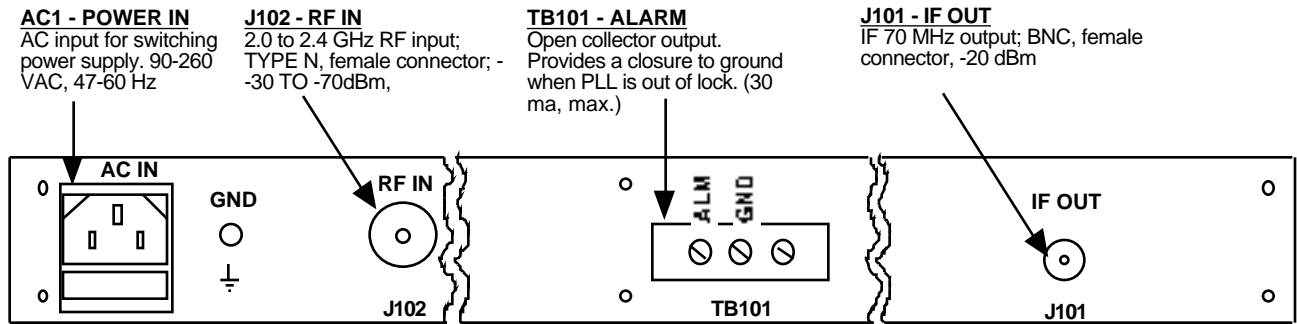 AC1 - POWER IN
AC input for switching
power supply. 90-260
VAC, 47-60 Hz
J102 - RF IN
2.0 to 2.4 GHz RF input;
TYPE N, female connector; -
-30 TO -70dBm,
TB101 - ALARM
Open collector output.
Provides a closure to ground
when PLL is out of lock. (30
ma, max.)
J101 - IF OUT
IF 70 MHz output; BNC, female
connector, -20 dBm
AC IN
GND
RF IN
J102
ALM
GND
TB101
IF OUT
J101